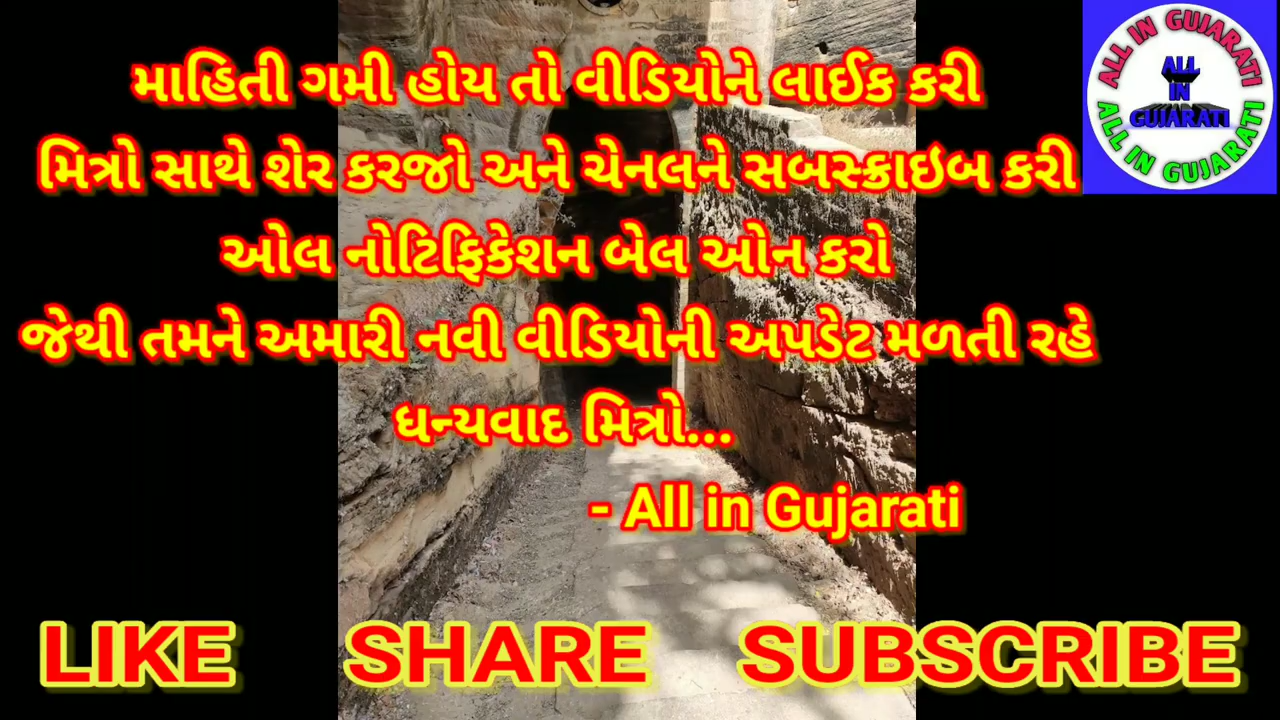 માહિતી ગમી હોય તો વીડિયોને લાઈક કરી
મિત્રો સાથે શેર કરજો અને ચેનલને સબસ્ક્રાઇબ કરી
ઓલ નોટિફિકેશન બેલ ઓન કરો
જેથી તમને અમારી નવી વીડિયોની અપડેટ મળતી રહે
ધન્યવાદ મિત્રો...
- All in Gujarati
LIKE SHARE SUBSCRIBE
ALL IN GUJARATI
ALL
IN
GUJARATI
ALL IN GUJARATI